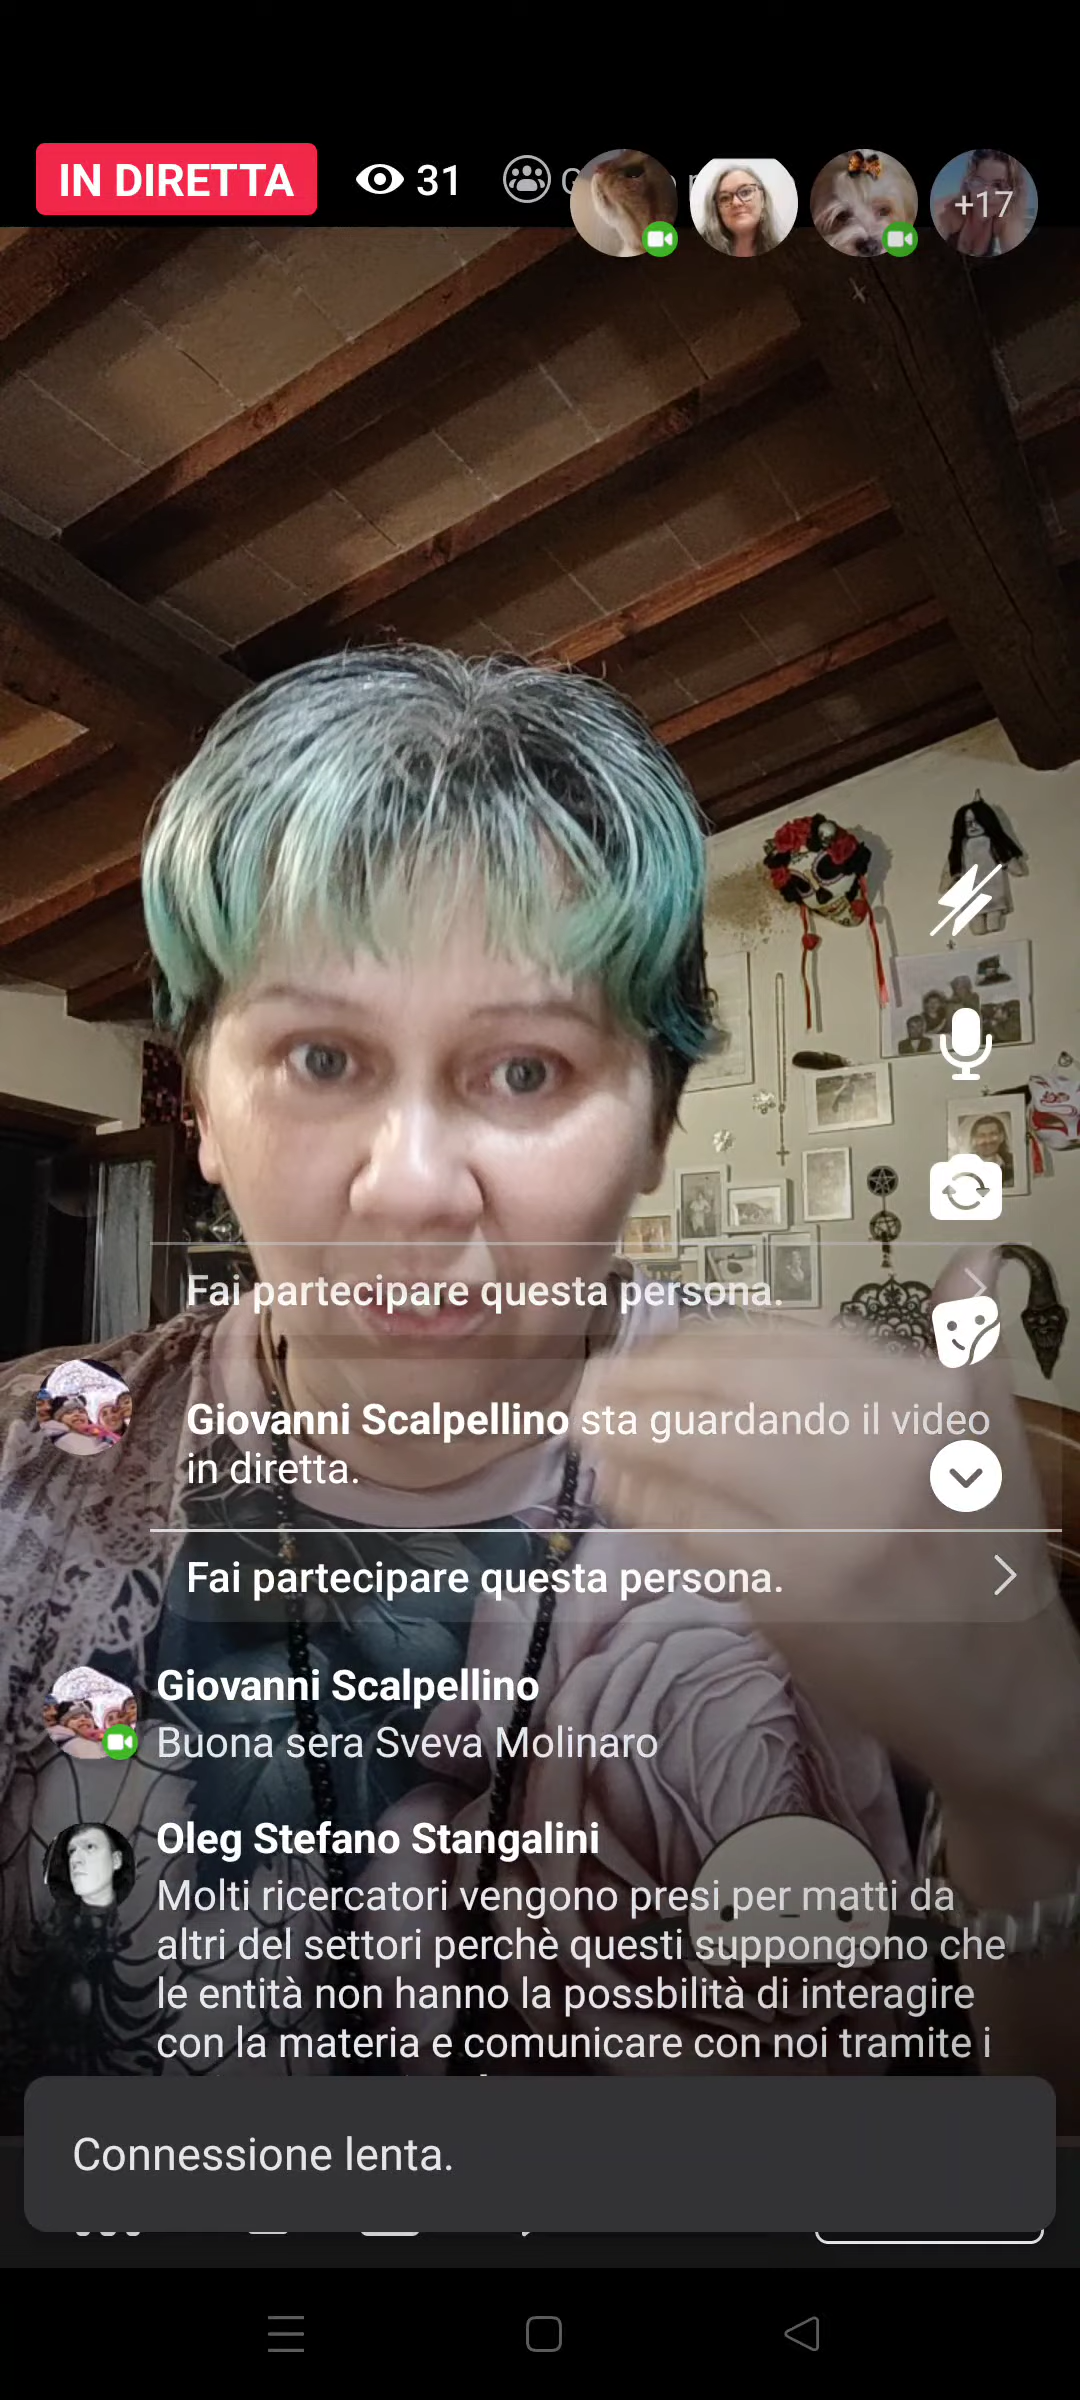 IN DIRETTA
31
+17
Fai partecipare questa persona.
Giovanni Scalpellino sta guardando il video
in diretta.
Fai partecipare questa persona.
Giovanni Scalpellino
Buona sera Sveva Molinaro
Oleg Stefano Stangalini
Molti ricercatori vengono presi per matti da
altri del settori perchè questi suppongono che
le entità non hanno la possbilità di interagire
con la materia e comunicare con noi tramite i
Connessione lenta.